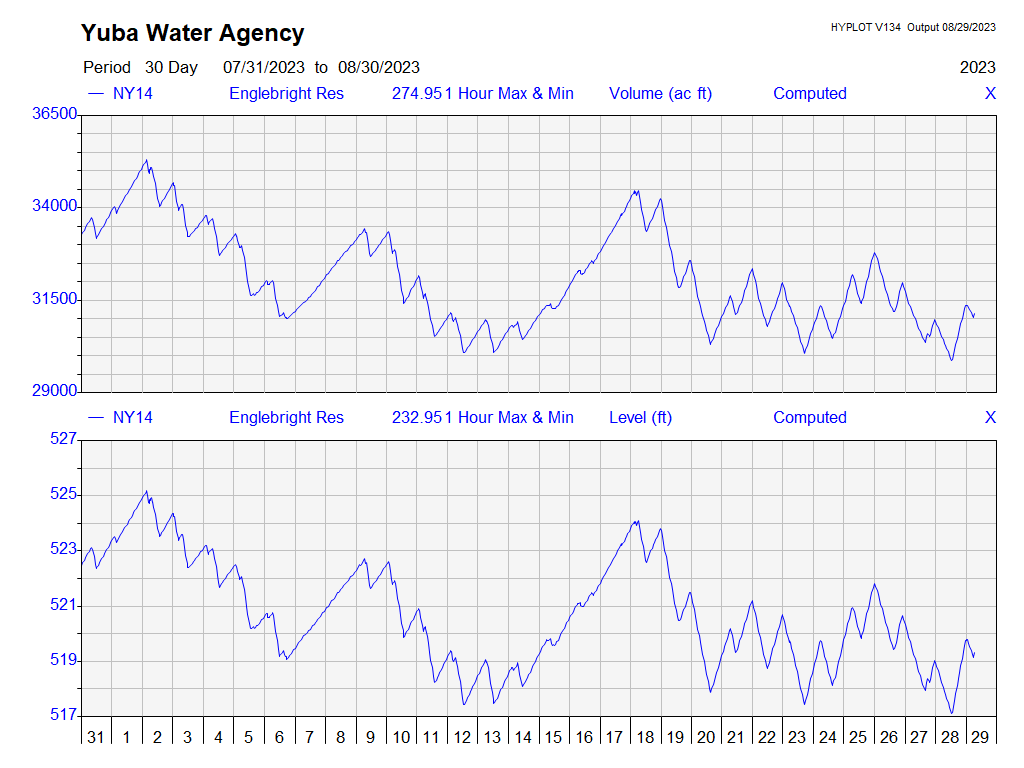 Yuba Water Agency
HYPLOT V134 Output 08/29/2023
Period 30 Day 07/31/2023 to 08/30/2023 2023
NY14 Englebright Res 274.951 Hour Max & Min Volume (ac ft) Computed X
36500
34000
31500
29000
NY14 Englebright Res 232.951 Hour Max & Min Level (ft) Computed X
527
525
523
521
519
517
31 1 2 3 4 5 6 7 8 9 10 11 12 13 14 15 16 17 18 19 20 21 22 23 24 25 26 27 28 29